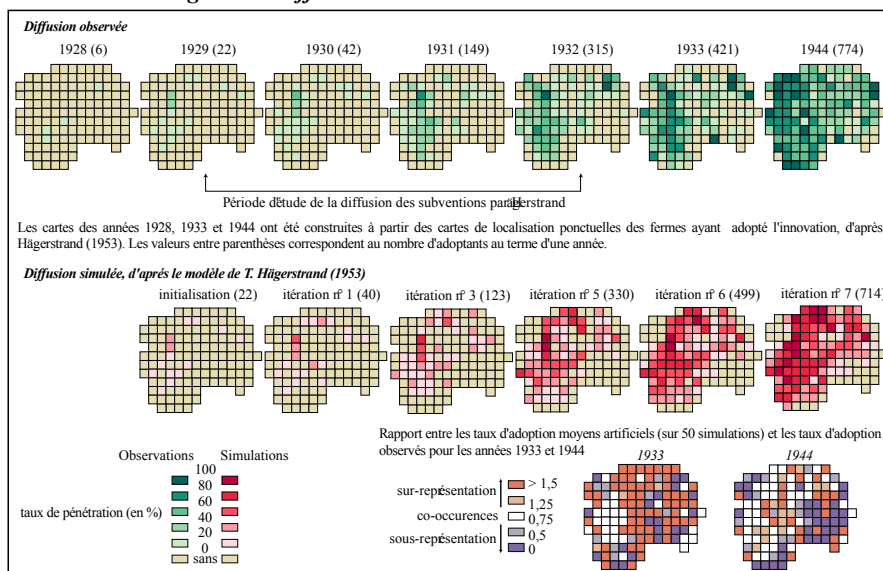 Diffusion observée
1928 (6) 1929 (22) 1930 (42) 1931 (149) 1932 (315) 1933 (421) 1944 (774)
Période d'étude de la diffusion des subventions par Hägerstrand
Les cartes des années 1928, 1933 et 1944 ont été construites à partir des cartes de localisation ponctuelles des fermes ayant adopté l'innovation, d'après
Hägerstrand (1953). Les valeurs entre parenthèses correspondent au nombre d'adoptants au terme d'une année.
Diffusion simulée, d'aprés le modèle de T. Hägerstrand (1953)
initialisation (22) itération n° 1 (40) itération n° 3 (123) itération n° 5 (330) itération n° 6 (499) itération n° 7 (714)
Rapport entre les taux d'adoption moyens artificiels (sur 50 simulations) et les taux d'adoption
observés pour les années 1933 et 1944
Observations Simulations
taux de pénétration (en %)
100
80
60
40
20
0
sans
1933 1944
sur-représentation
co-occurences
sous-représentation
> 1,5
1,25
0,75
0,5
0